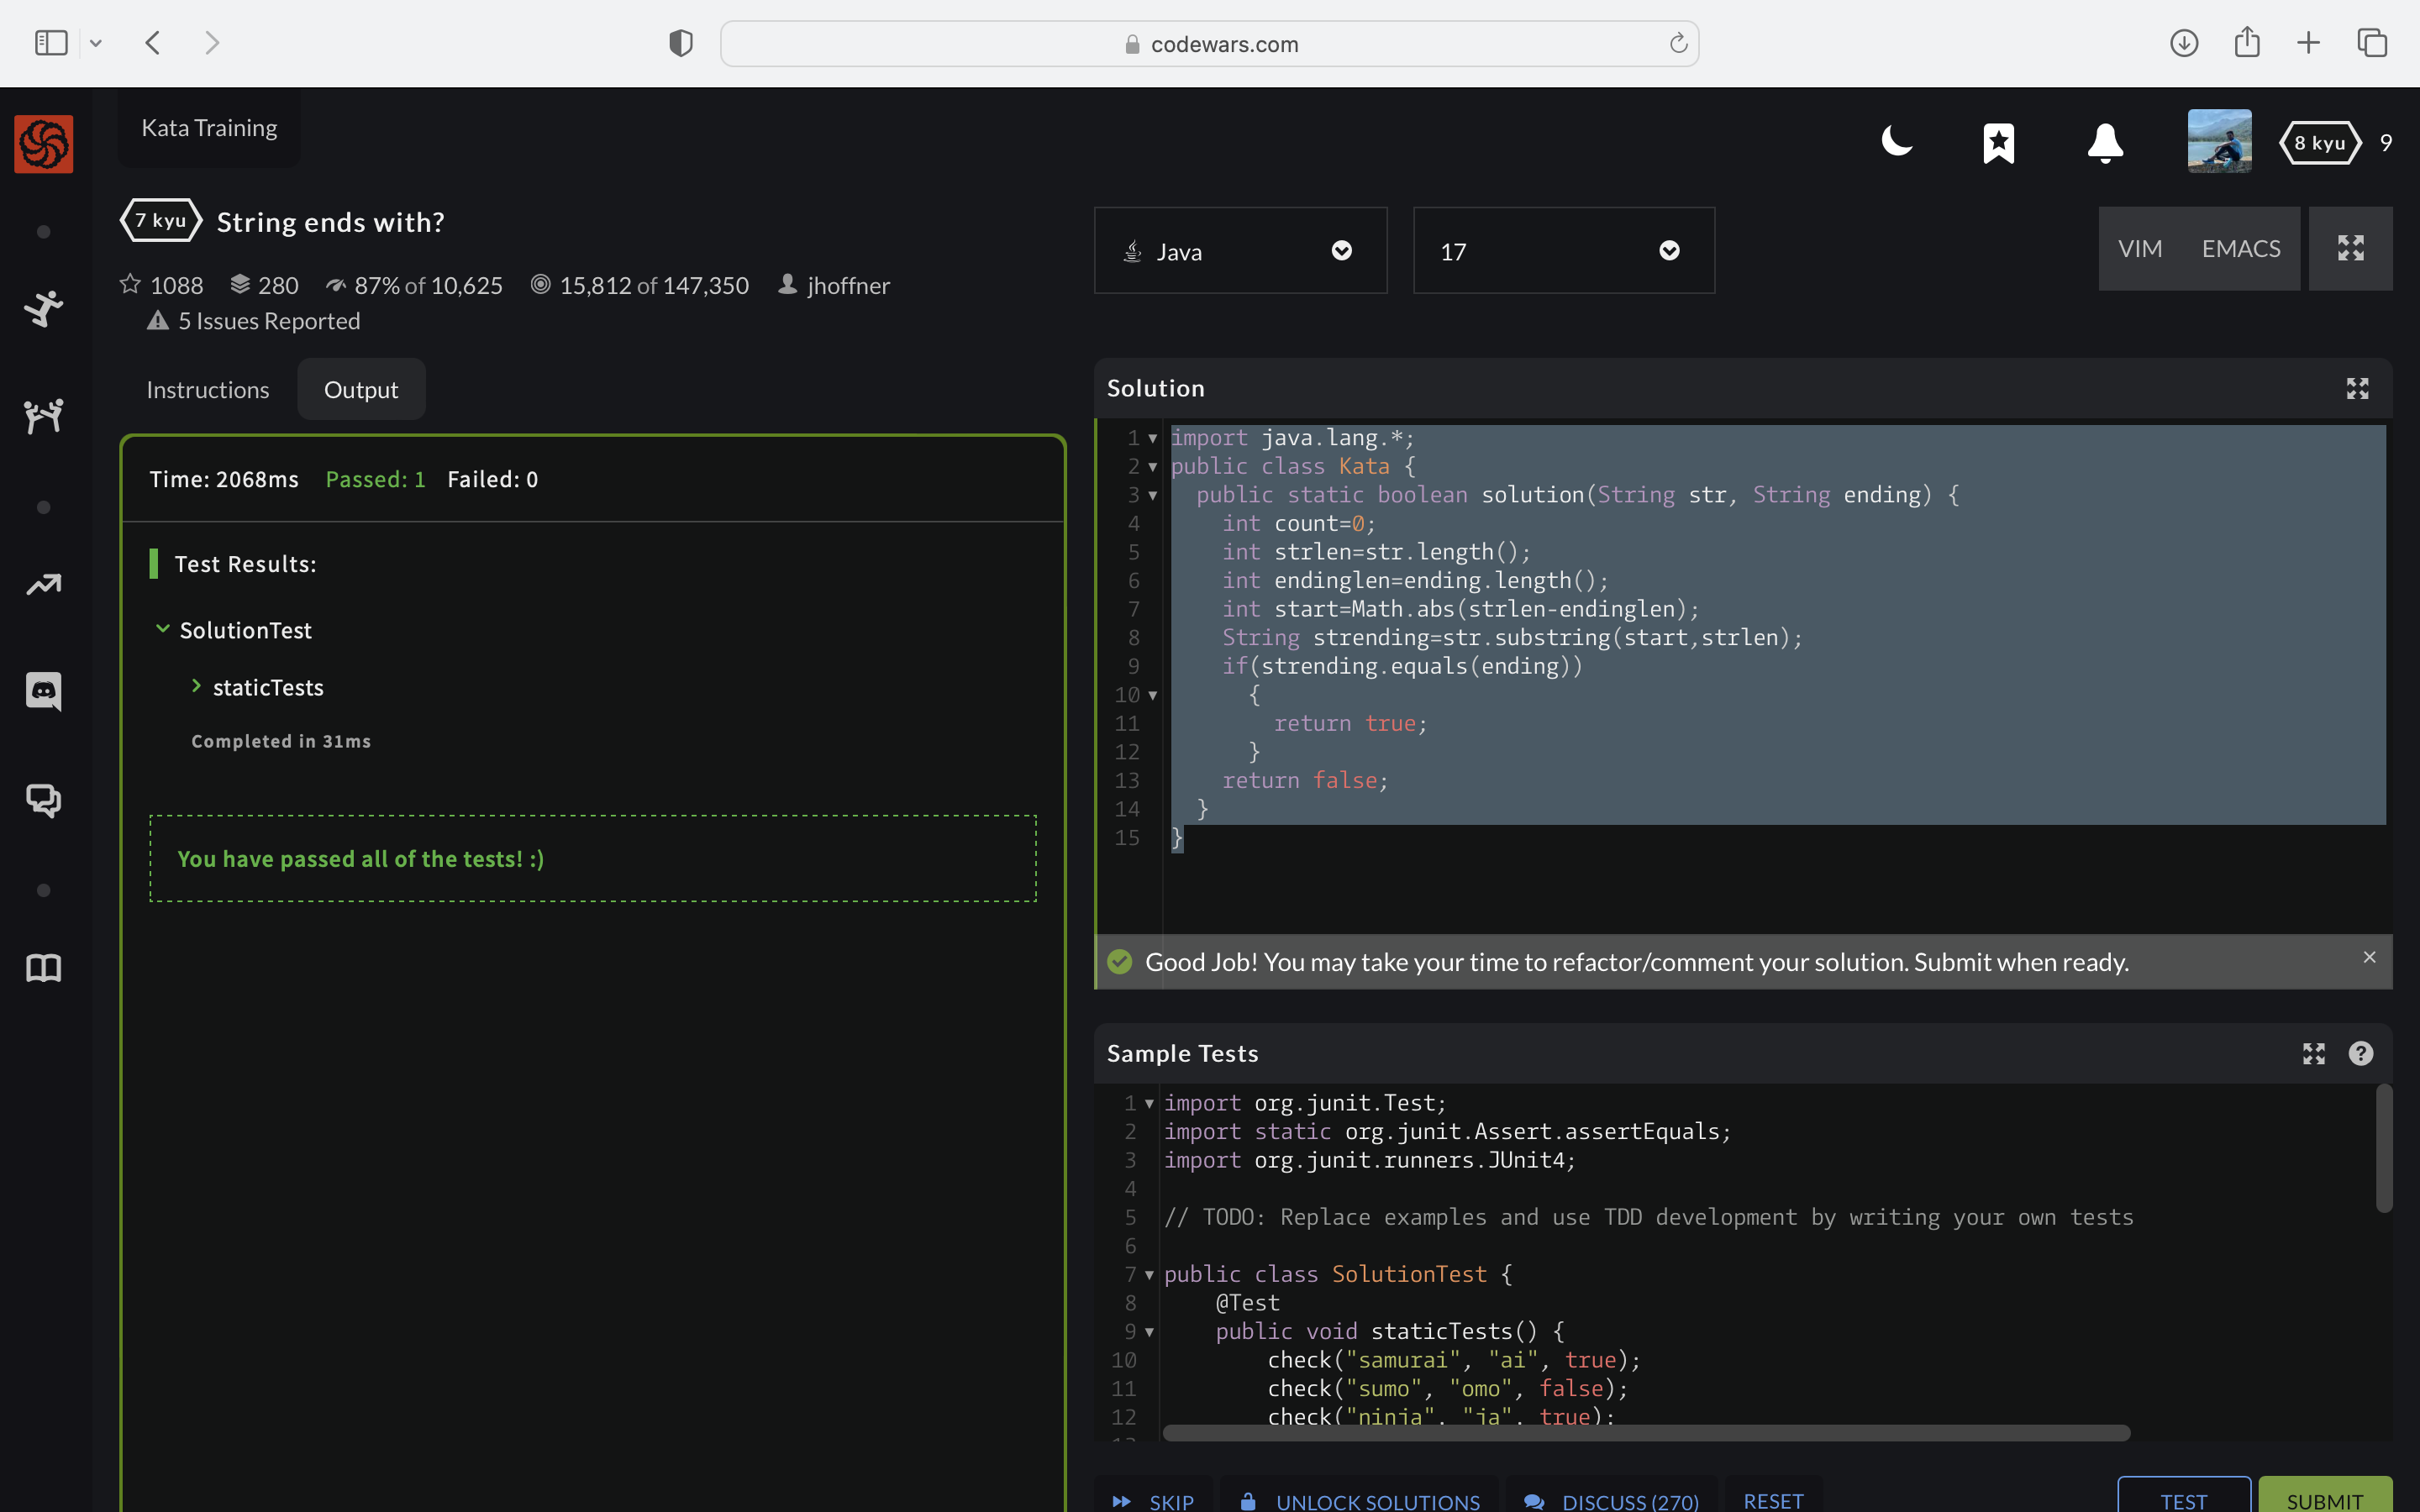 codewars.com
Kata Training
8 kyu 9
7 kyu String ends with?
1088 280 87% of 10,625 15,812 of 147,350 jhoffner
5 Issues Reported
Java
17
VIM EMACS
Instructions Output
Time: 2068ms Passed: 1 Failed: 0
Test Results:
SolutionTest
staticTests
Completed in 31ms
You have passed all of the tests! :)
Solution
1 import java.lang.*;
2 public class Kata {
3 public static boolean solution(String str, String ending) {
4 int count=0;
5 int strlen=str.length();
6 int endinglen=ending.length();
7 int start=Math.abs(strlen-endinglen);
8 String strending=str.substring(start,strlen);
9 if(strending.equals(ending))
10 {
11 return true;
12 }
13 return false;
14 }
15 }
Good Job! You may take your time to refactor/comment your solution. Submit when ready.
Sample Tests
1 import org.junit.Test;
2 import static org.junit.Assert.assertEquals;
3 import org.junit.runners.JUnit4;
4
5 // TODO: Replace examples and use TDD development by writing your own tests
6
7 public class SolutionTest {
8 @Test
9 public void staticTests() {
10 check("samurai", "ai", true);
11 check("sumo", "omo", false);
12 check("ninja", "ja", true);
SKIP UNLOCK SOLUTIONS DISCUSS (270) RESET TEST SUBMIT